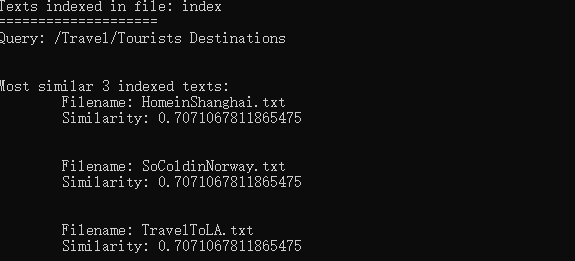 Texts indexed in file: index
====================
Query: /Travel/Tourists Destinations
Most similar 3 indexed texts:
Filename: HomeinShanghai.txt
Similarity: 0.7071067811865475
Filename: SoColdinNorway.txt
Similarity: 0.7071067811865475
Filename: TravelToLA.txt
Similarity: 0.7071067811865475